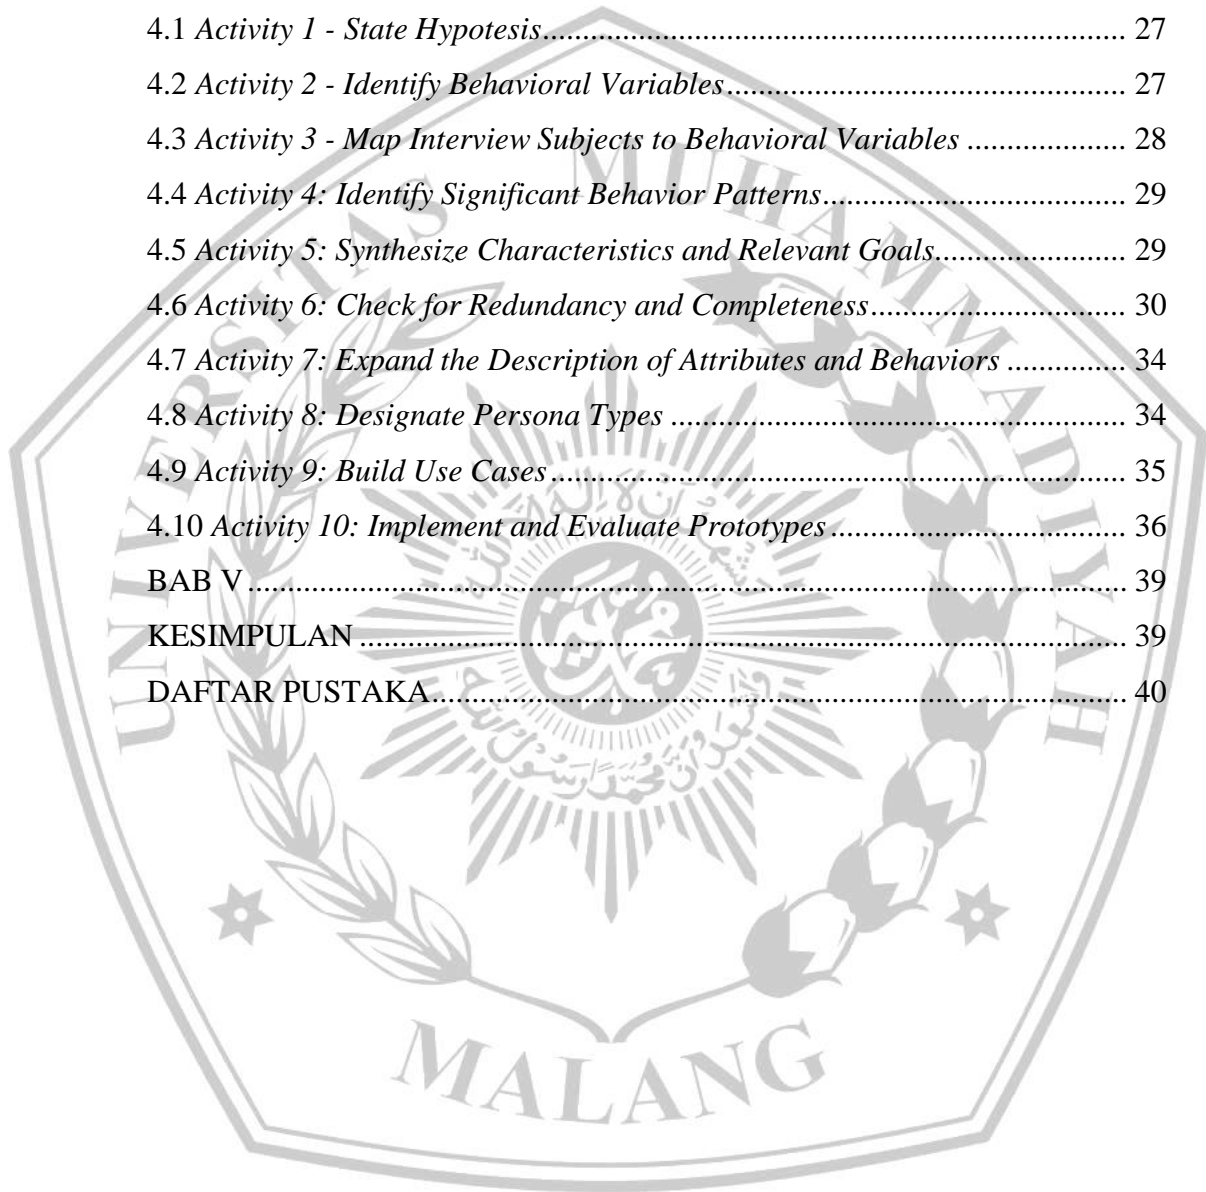 4.1 Activity 1 - State Hypotesis........................................................................... 27
4.2 Activity 2 - Identify Behavioral Variables.................................................... 27
4.3 Activity 3 - Map Interview Subjects to Behavioral Variables .................... 28
4.4 Activity 4: Identify Significant Behavior Patterns....................................... 29
4.5 Activity 5: Synthesize Characteristics and Relevant Goals........................ 29
4.6 Activity 6: Check for Redundancy and Completeness................................. 30
4.7 Activity 7: Expand the Description of Attributes and Behaviors ............... 34
4.8 Activity 8: Designate Persona Types ........................................................... 34
4.9 Activity 9: Build Use Cases.......................................................................... 35
4.10 Activity 10: Implement and Evaluate Prototypes...................................... 36
BAB V ................................................................................................................ 39
KESIMPULAN .................................................................................................. 39
DAFTAR PUSTAKA......................................................................................... 40
UNIVERSITAS MUHAMMADIYAH
MALANG